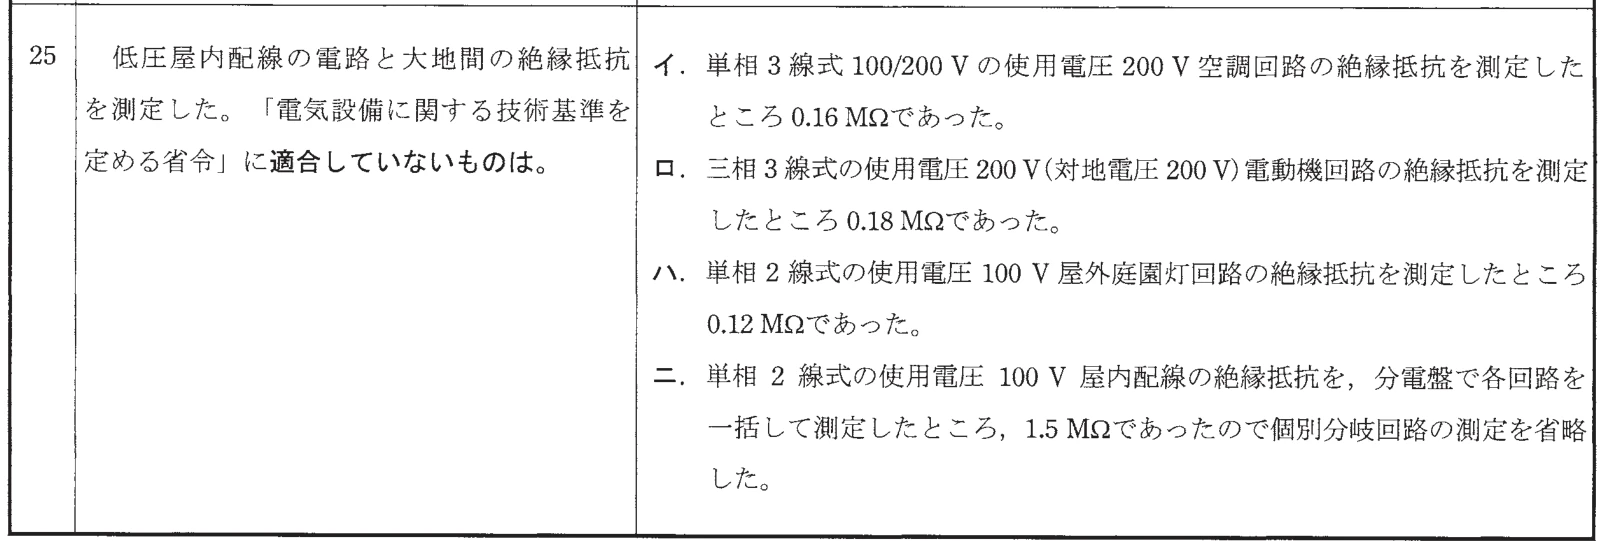 25
低圧屋内配線の電路と大地間の絶縁抵抗
を測定した。「電気設備に関する技術基準を
定める省令」に適合していないものは。
イ．単相 3 線式 100/200 V の使用電圧 200 V 空調回路の絶縁抵抗を測定した
ところ 0.16 MΩであった。
ロ．三相 3 線式の使用電圧 200 V(対地電圧 200 V)電動機回路の絶縁抵抗を測定
したところ 0.18 MΩであった。
ハ．単相 2 線式の使用電圧 100 V 屋外庭園灯回路の絶縁抵抗を測定したところ
0.12 MΩであった。
ニ．単相 2 線式の使用電圧 100 V 屋内配線の絶縁抵抗を，分電盤で各回路を
一括して測定したところ，1.5 MΩであったので個別分岐回路の測定を省略
した。